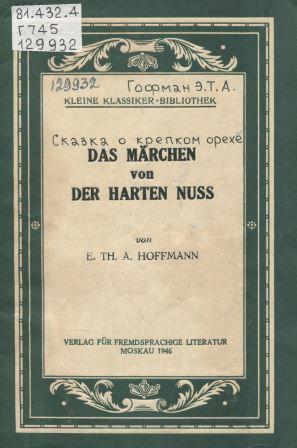 81.432.4
Г745
129932
129932 Гофман Э.Т.А.
KLEINE KLASSIKER-BIBLIOTHEK
Сказка о крепком орехе
DAS MÄRCHEN
von
DER HARTEN NUSS
von
E. TH. A. HOFFMANN
VERLAG FÜR FREMDSPRACHIGE LITERATUR
MOSKAU 1946